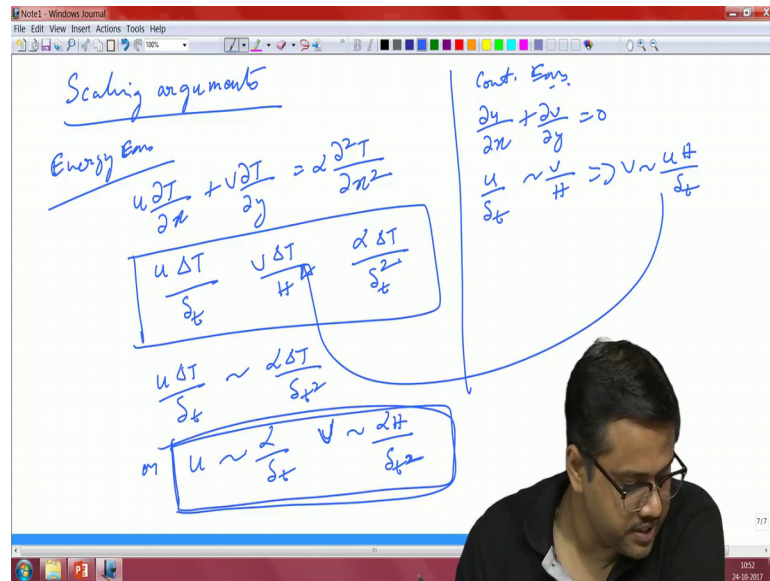 Note1 - Windows Journal
File Edit View Insert Actions Tools Help
100%
Scaling arguments
Energy Eqn
u ∂T/∂x + v ∂T/∂y = α ∂²T/∂x²
u ΔT/δt v ΔT/H α ΔT/δt²
u ΔT/δt ~ α ΔT/δt²
or u ~ α/δt v ~ αH/δt²
Cont. Eqn.
∂u/∂x + ∂v/∂y = 0
u/δt ~ v/H => v ~ uH/δt
7/7
10:52
24-10-2017